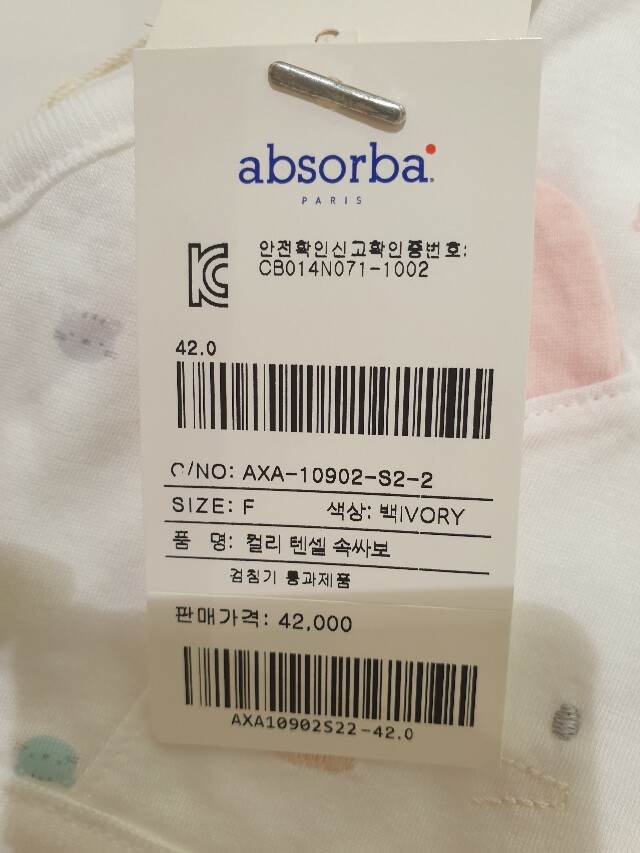 absorba.
PARIS
안전확인신고확인증번호:
CB014N071-1002
42.0
C/NO: AXA-10902-S2-2
SIZE: F 색상: 백IVORY
품 명: 컬리 텐셀 속싸보
검침기 통과제품
판매가격: 42,000
AXA10902S22-42.0